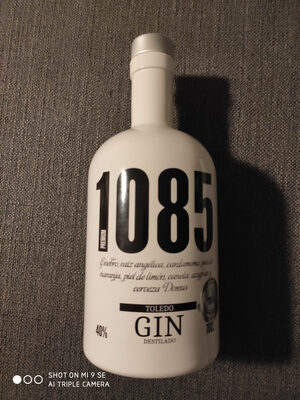 1085
PREMIUM
Enebro, raíz angélica, cardamomo, piel de
naranja, piel de limón, canela, azafrán y
cerveza Domus
TOLEDO
GIN
DESTILADO
40%
70CL
SHOT ON MI 9 SE
AI TRIPLE CAMERA